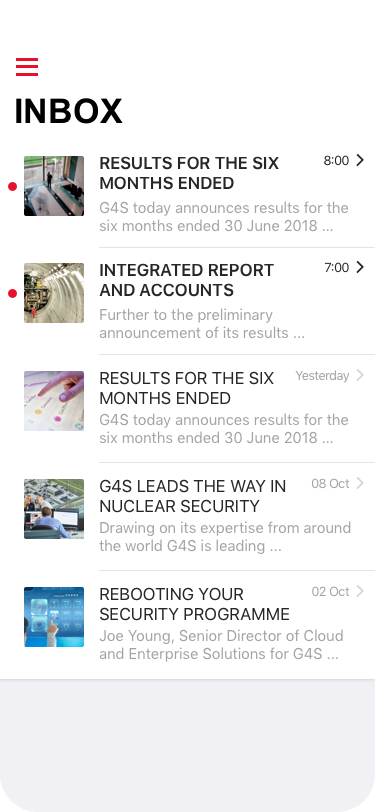 INBOX
RESULTS FOR THE SIX
MONTHS ENDED
8:00
G4S today announces results for the
six months ended 30 June 2018 ...
INTEGRATED REPORT
AND ACCOUNTS
7:00
Further to the preliminary
announcement of its results ...
RESULTS FOR THE SIX
MONTHS ENDED
Yesterday
G4S today announces results for the
six months ended 30 June 2018 ...
G4S LEADS THE WAY IN
NUCLEAR SECURITY
08 Oct
Drawing on its expertise from around
the world G4S is leading ...
REBOOTING YOUR
SECURITY PROGRAMME
02 Oct
Joe Young, Senior Director of Cloud
and Enterprise Solutions for G4S ...